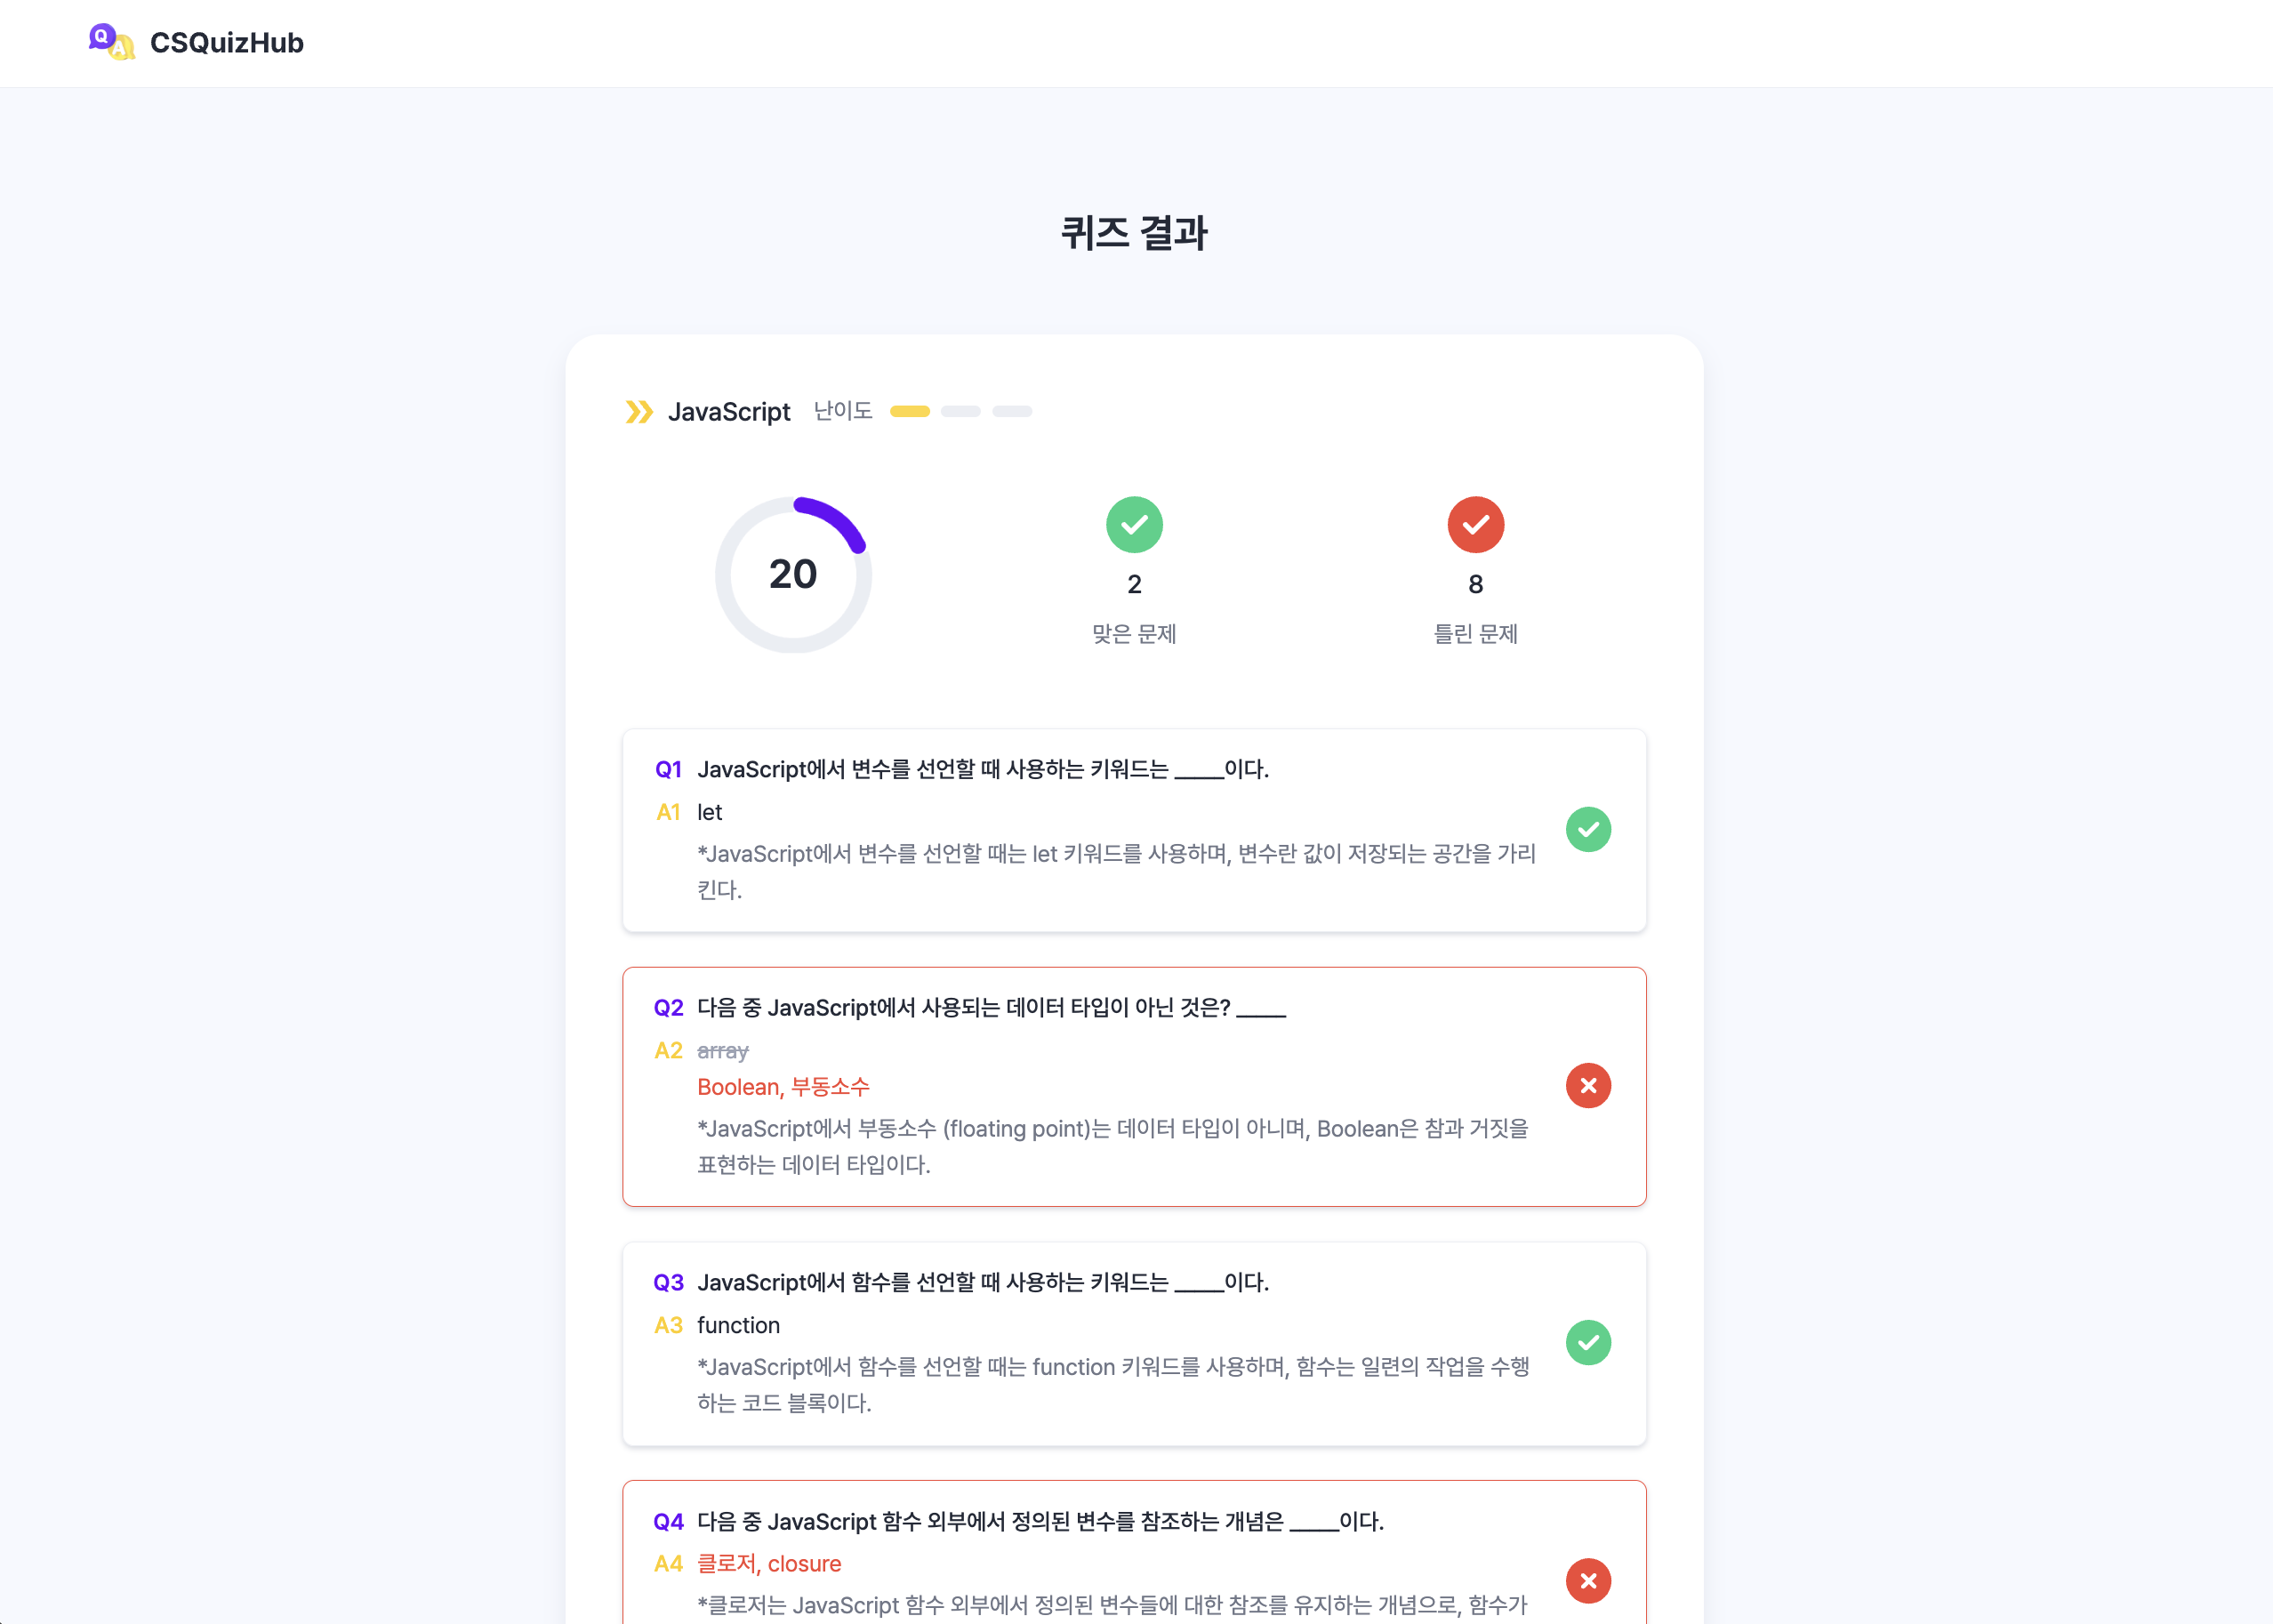 Q
A
CSQuizHub
퀴즈 결과
JavaScript 난이도
20
2
맞은 문제
8
틀린 문제
Q1 JavaScript에서 변수를 선언할 때 사용하는 키워드는 _____이다.
A1 let
*JavaScript에서 변수를 선언할 때는 let 키워드를 사용하며, 변수란 값이 저장되는 공간을 가리
킨다.
Q2 다음 중 JavaScript에서 사용되는 데이터 타입이 아닌 것은? _____
A2 array
Boolean, 부동소수
*JavaScript에서 부동소수 (floating point)는 데이터 타입이 아니며, Boolean은 참과 거짓을
표현하는 데이터 타입이다.
Q3 JavaScript에서 함수를 선언할 때 사용하는 키워드는 _____이다.
A3 function
*JavaScript에서 함수를 선언할 때는 function 키워드를 사용하며, 함수는 일련의 작업을 수행
하는 코드 블록이다.
Q4 다음 중 JavaScript 함수 외부에서 정의된 변수를 참조하는 개념은 _____이다.
A4 클로저, closure
*클로저는 JavaScript 함수 외부에서 정의된 변수들에 대한 참조를 유지하는 개념으로, 함수가